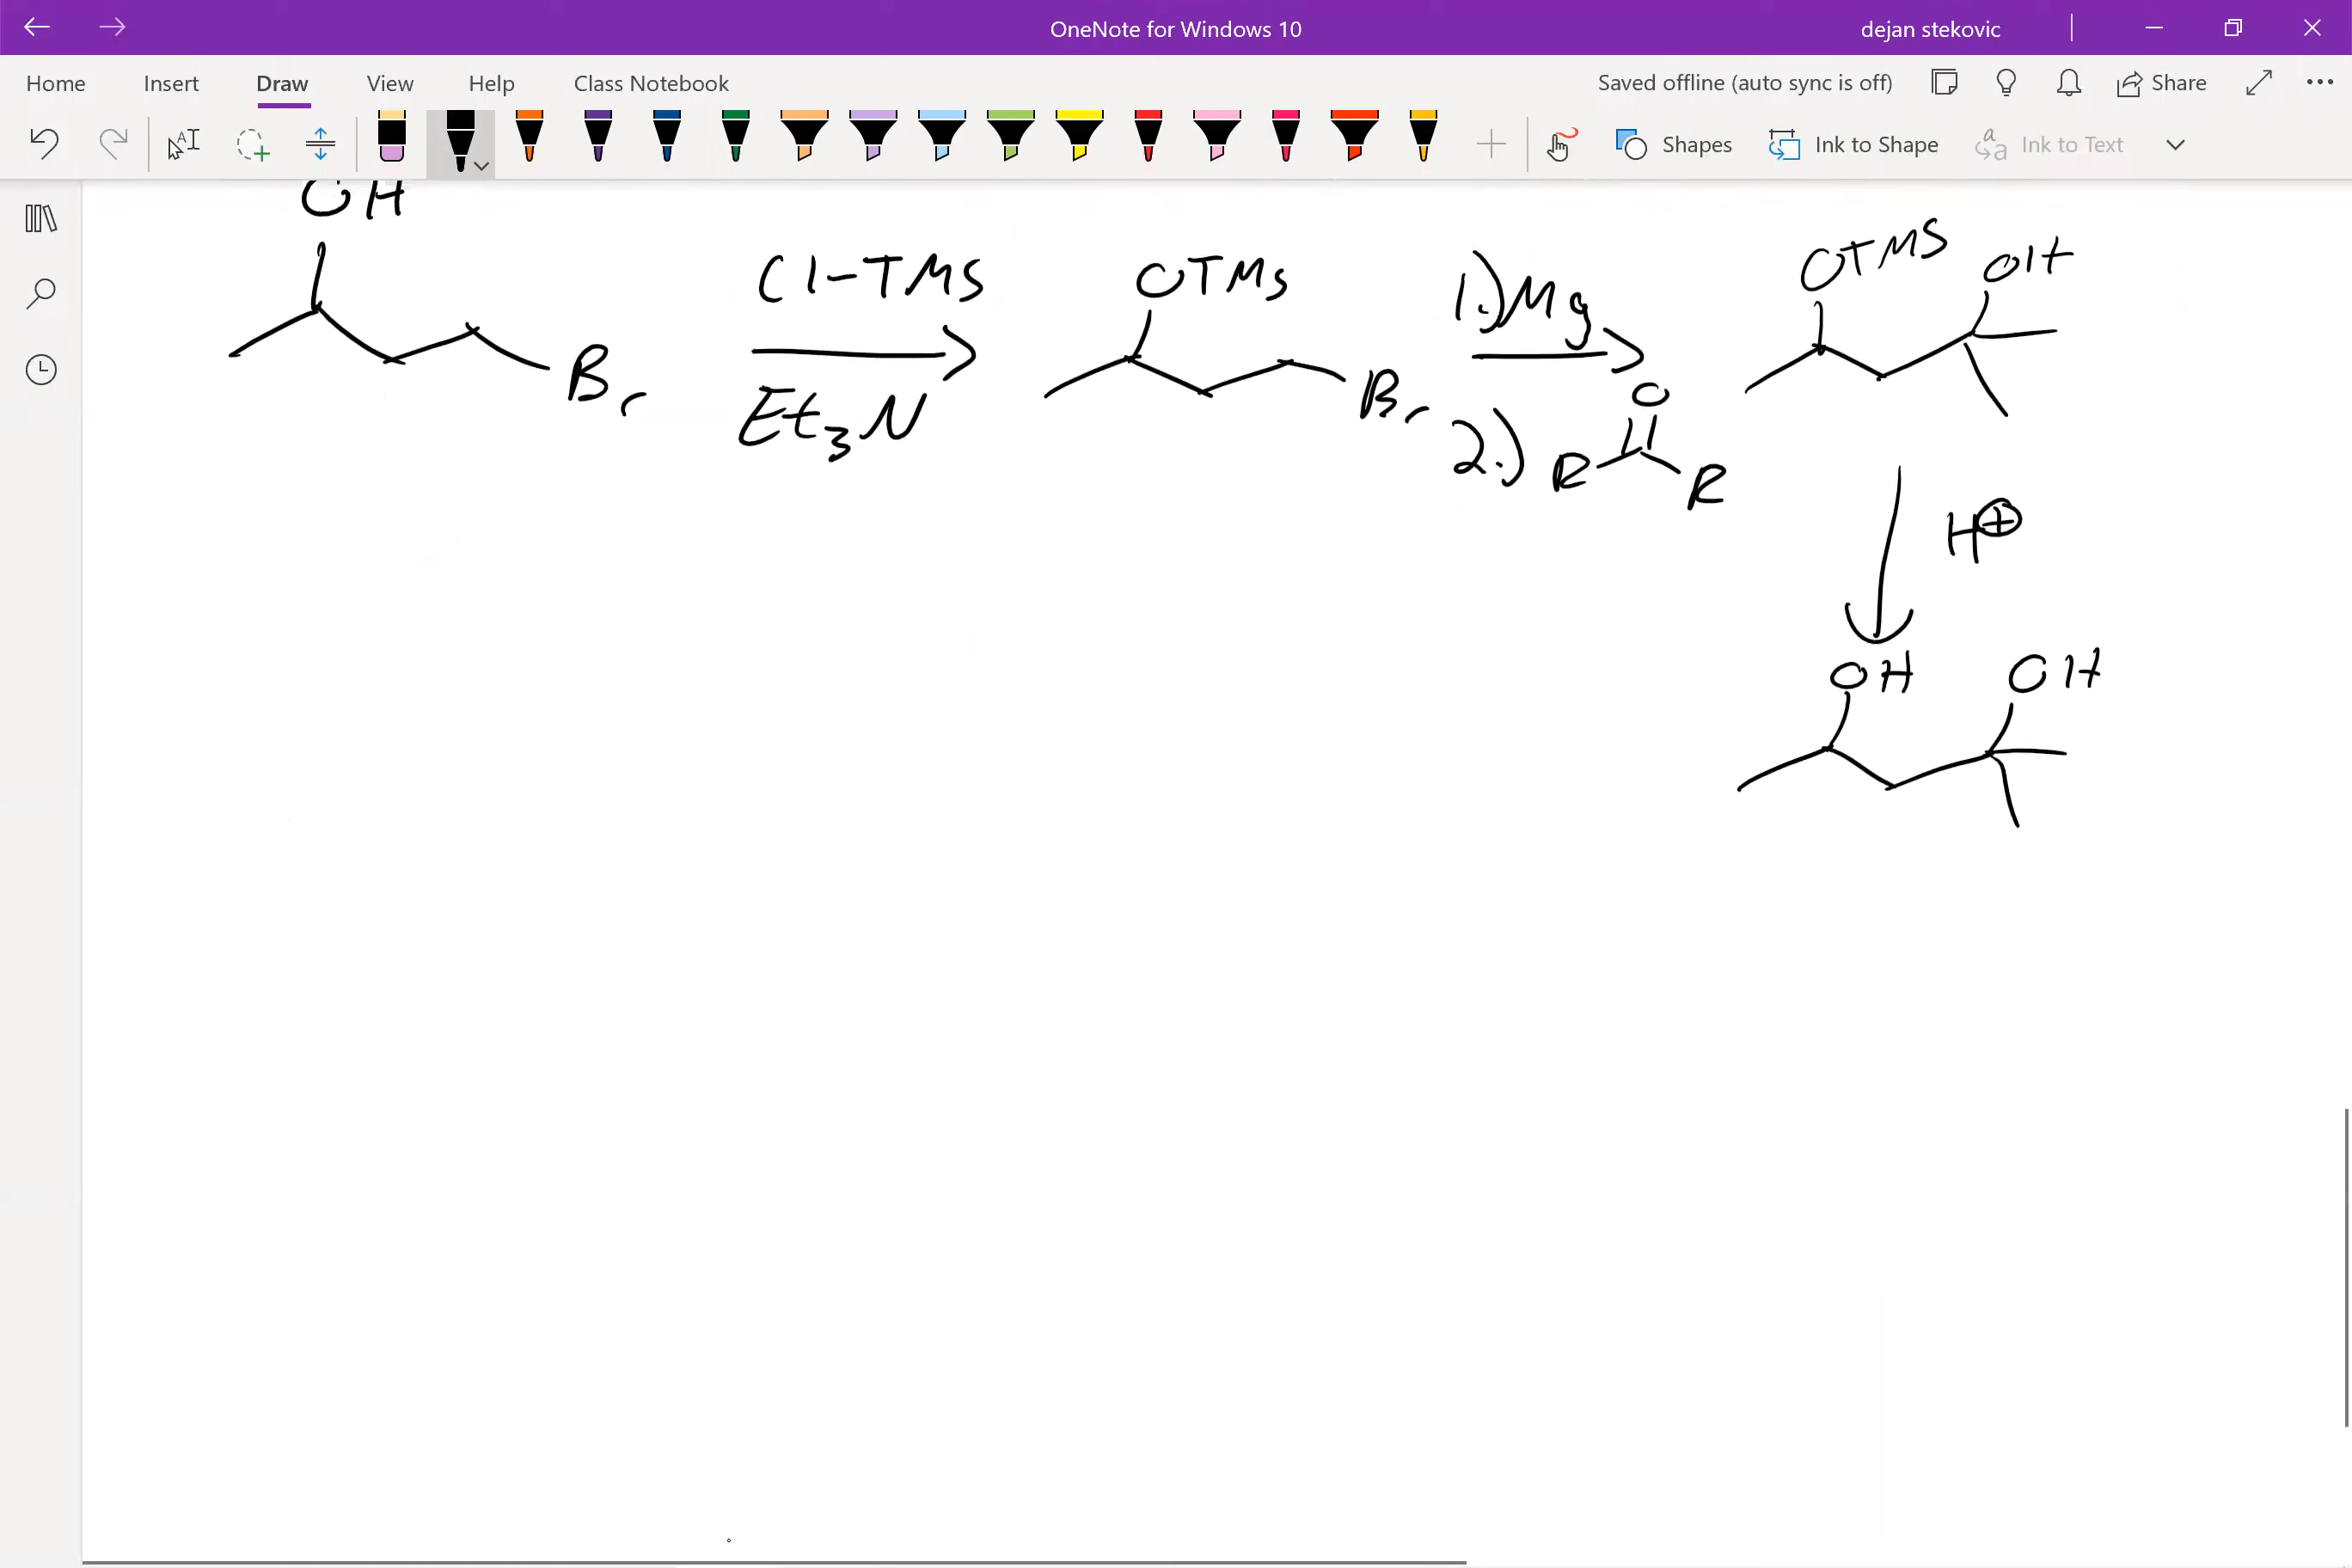 OneNote for Windows 10
dejan stekovic
Home Insert Draw View Help Class Notebook
Saved offline (auto sync is off)
Share
Shapes
Ink to Shape
Ink to Text
OH
Br
Cl-TMS
Et3N
OTMS
Br
1.) Mg
2.)
O
R R
OTMS OH
H⊕
OH OH